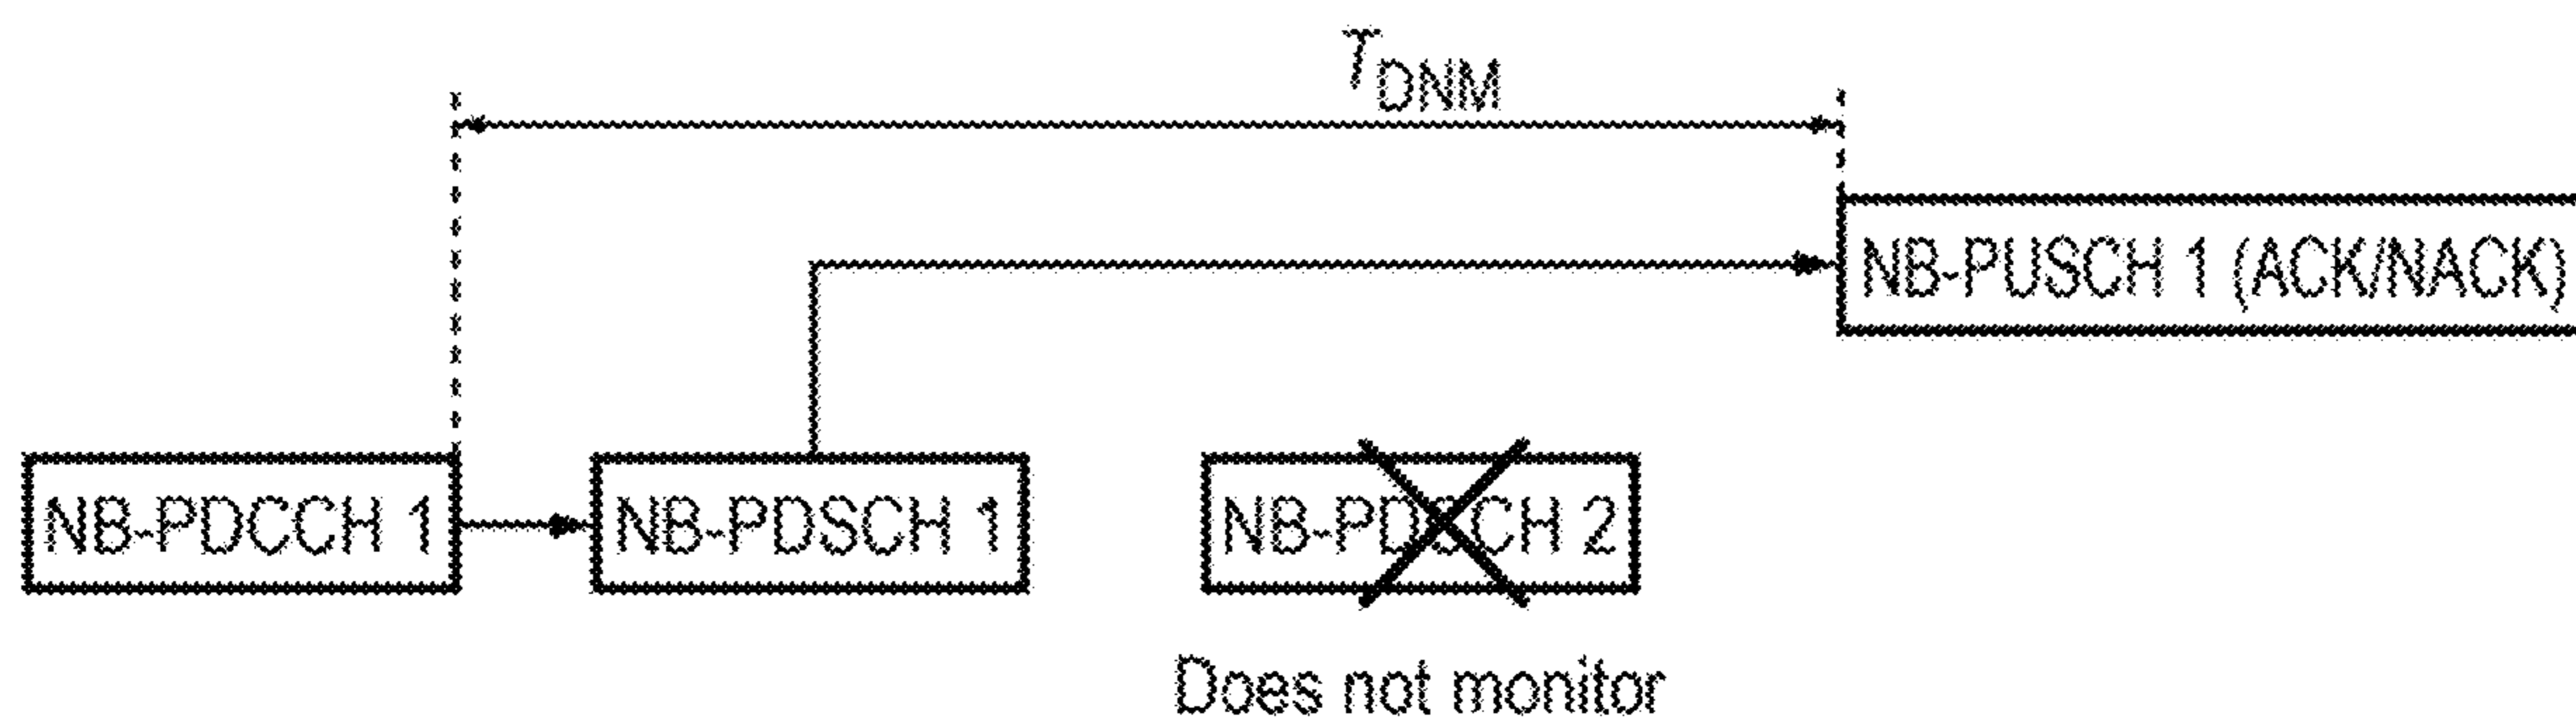 T_DNM
NB-PUSCH 1 (ACK/NACK)
NB-PDCCH 1
NB-PDSCH 1
NB-PDSCH 2
Does not monitor